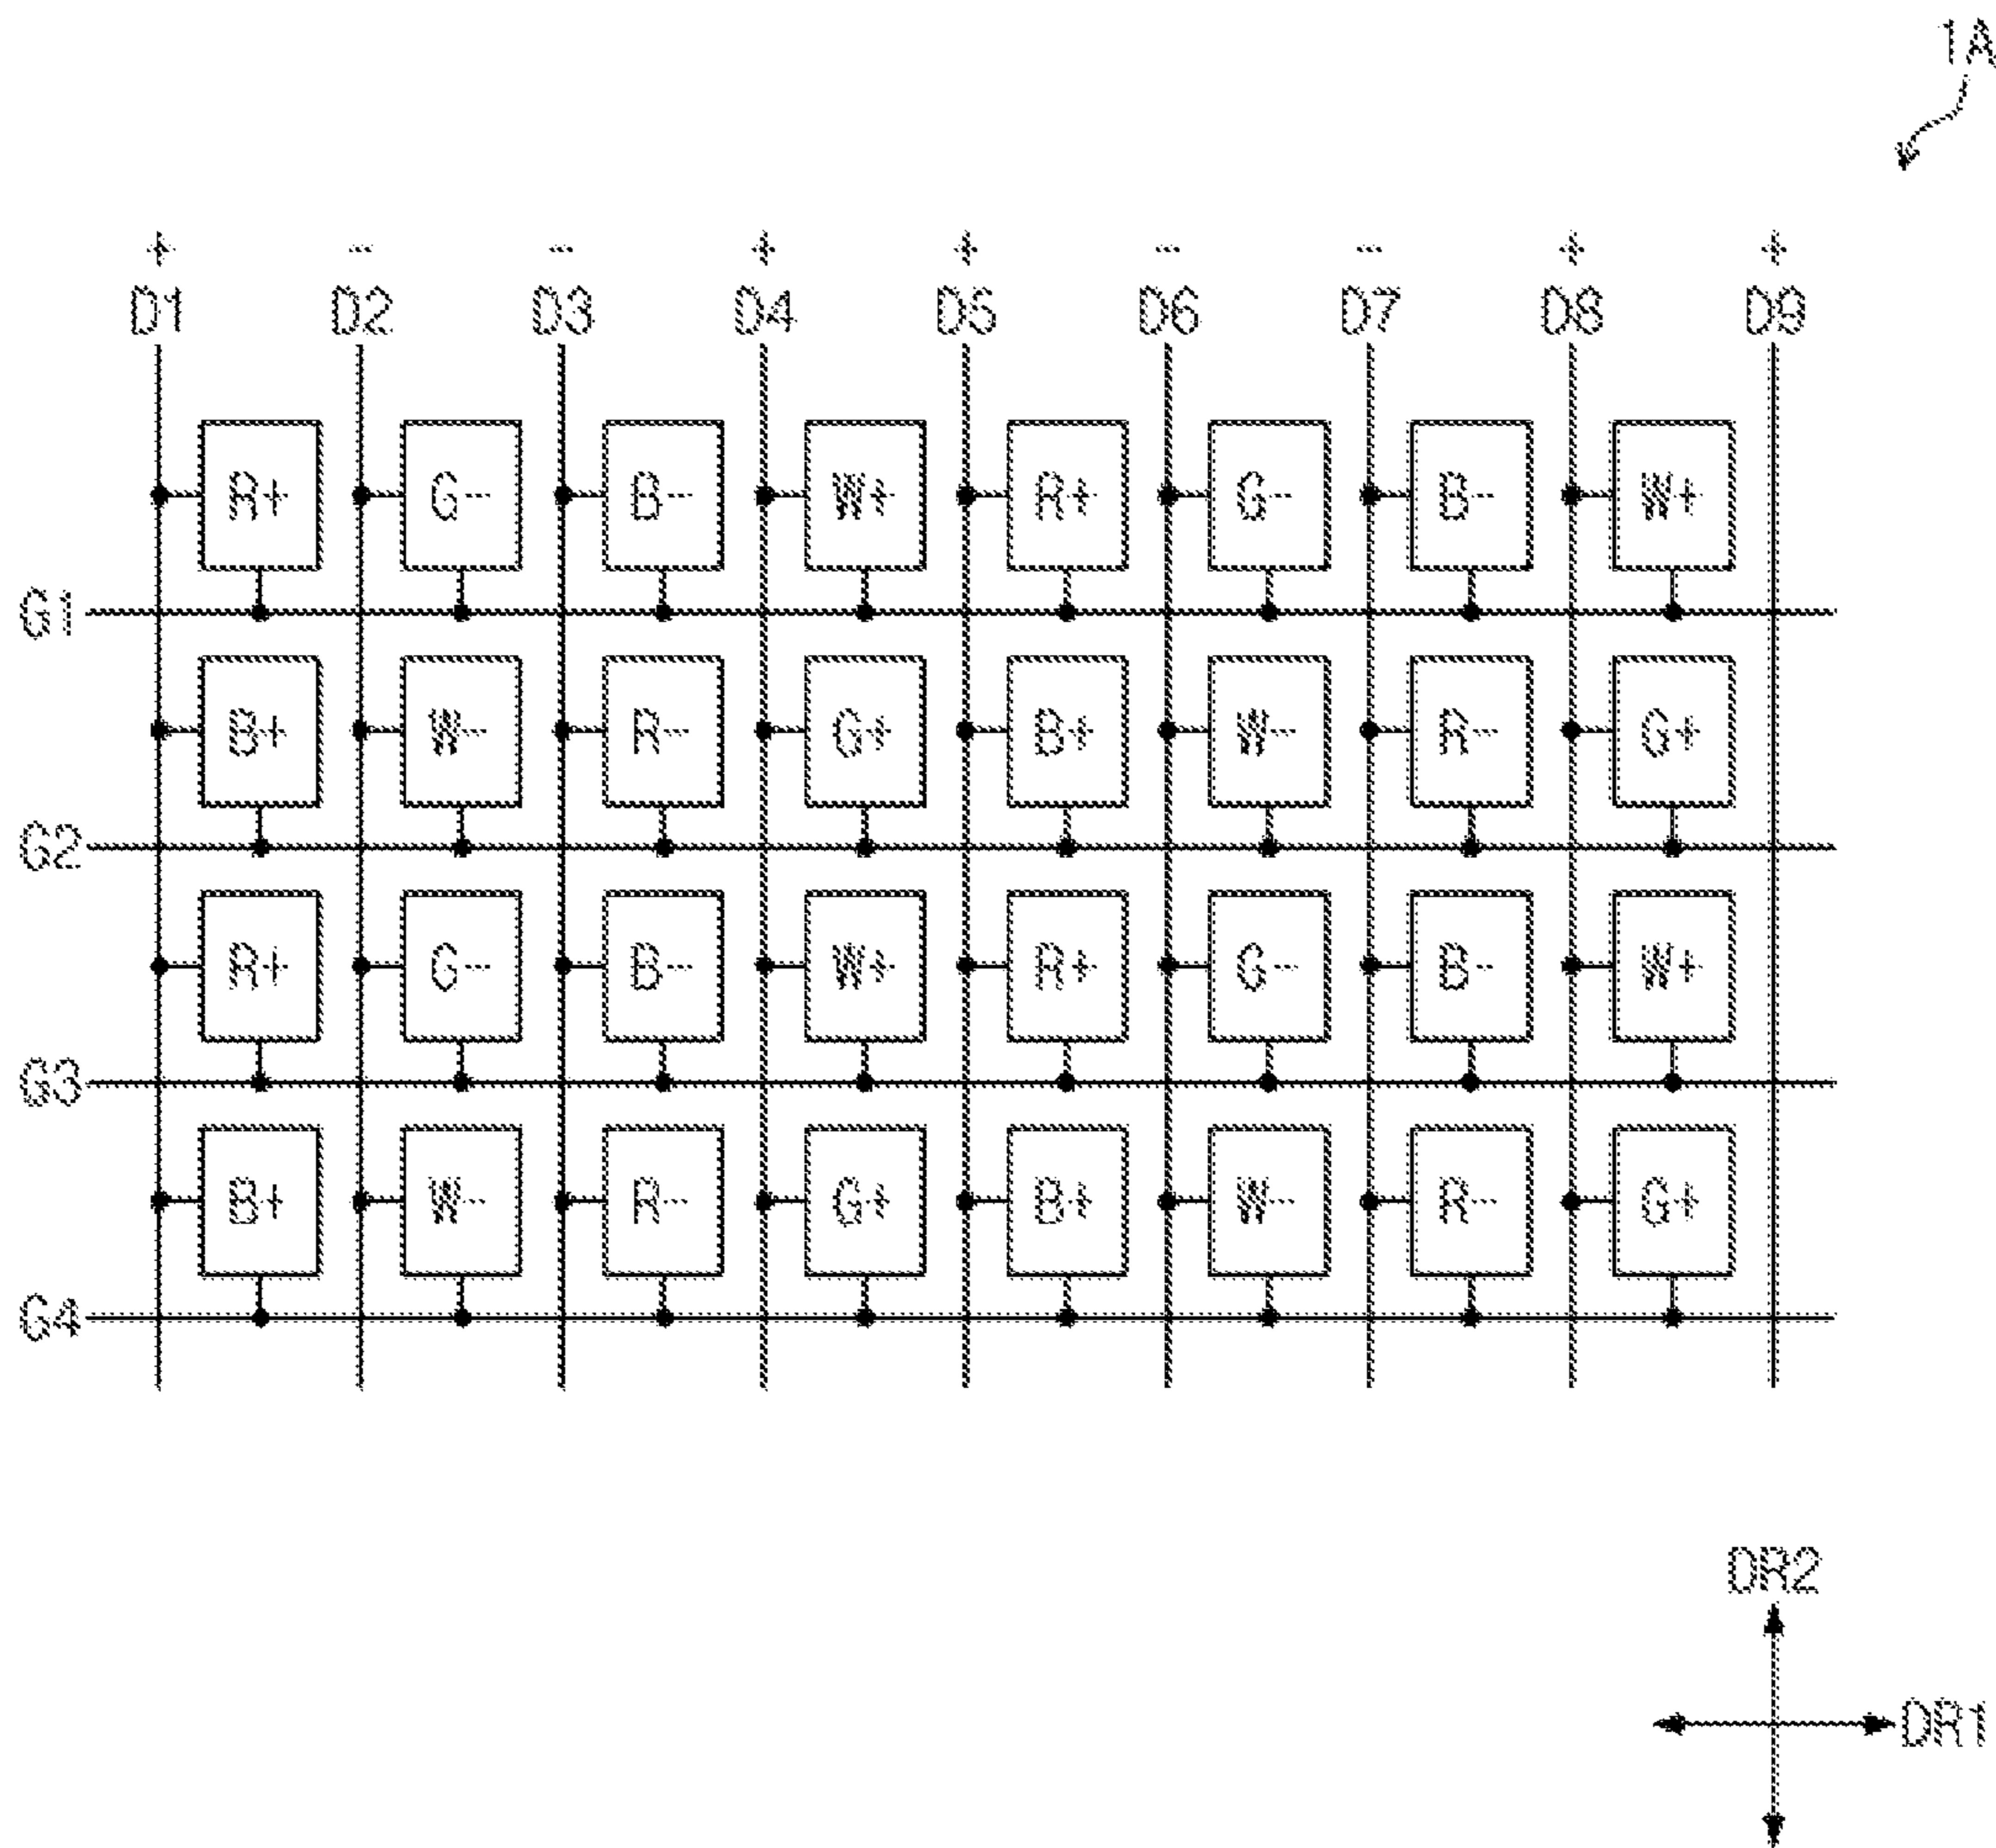 1A
+ - - + + - - + +
D1 D2 D3 D4 D5 D6 D7 D8 D9
R+ G- B- W+ R+ G- B- W+
G1
B+ W- R- G+ B+ W- R- G+
G2
R+ G- B- W+ R+ G- B- W+
G3
B+ W- R- G+ B+ W- R- G+
G4
DR2
DR1